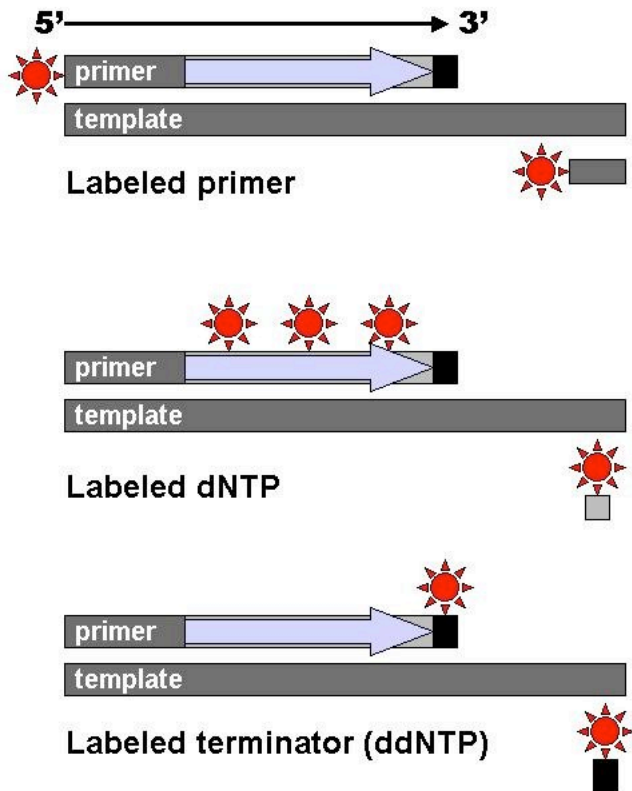 5’ 3’
primer
template
Labeled primer
primer
template
Labeled dNTP
primer
template
Labeled terminator (ddNTP)